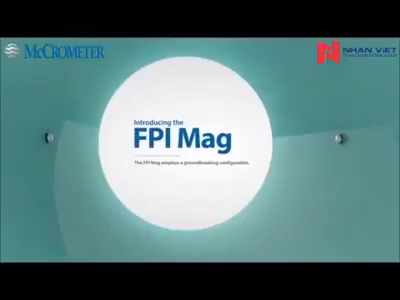 McCROMETER
NHAN VIET
Introducing the
FPI Mag
The FPI Mag employs a groundbreaking configuration.